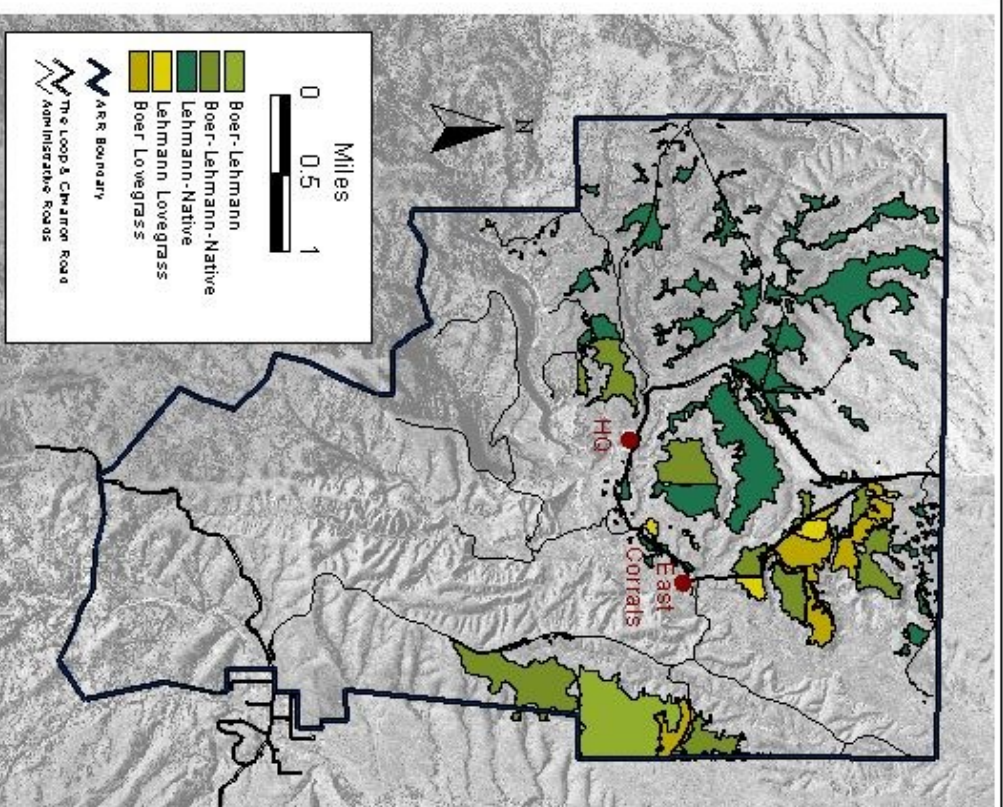 Miles
0 0.5 1
Boer-Lehmann
Boer-Lehmann-Native
Lehmann-Native
Lehmann Lovegrass
Boer Lovegrass
ARR Boundary
The Loop & Cimarron Road
Administrative Roads
N
HQ
East
Corrals